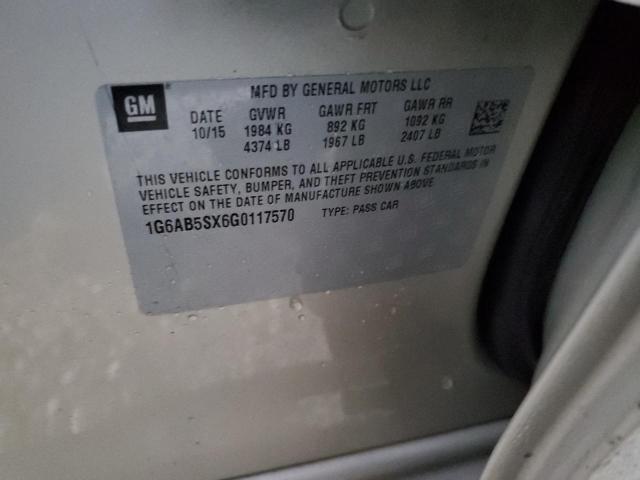 GM
MFD BY GENERAL MOTORS LLC
DATE GVWR GAWR FRT GAWR RR
10/15 1984 KG 892 KG 1092 KG
4374 LB 1967 LB 2407 LB
THIS VEHICLE CONFORMS TO ALL APPLICABLE U.S. FEDERAL MOTOR
VEHICLE SAFETY, BUMPER, AND THEFT PREVENTION STANDARDS IN
EFFECT ON THE DATE OF MANUFACTURE SHOWN ABOVE.
1G6AB5SX6G0117570 TYPE: PASS CAR